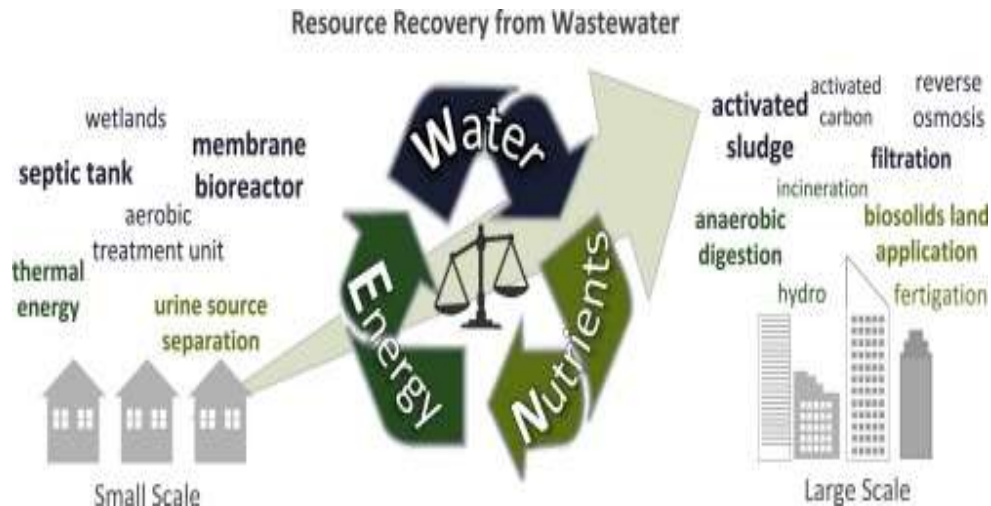 Resource Recovery from Wastewater
wetlands
septic tank
membrane
bioreactor
aerobic
treatment unit
thermal
energy
urine source
separation
Small Scale
Water
Energy
Nutrients
activated
sludge
activated
carbon
reverse
osmosis
filtration
incineration
anaerobic
digestion
biosolids land
application
hydro
fertigation
Large Scale